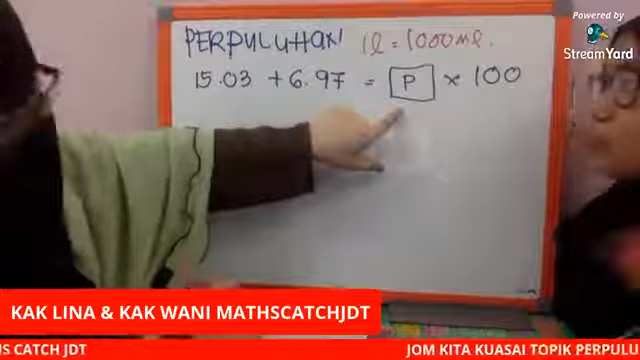 PERPULUHAN 1l = 1000ml.
15.03 + 6.97 = P × 100
Powered by
StreamYard
KAK LINA & KAK WANI MATHSCATCHJDT
IS CATCH JDT JOM KITA KUASAI TOPIK PERPULU